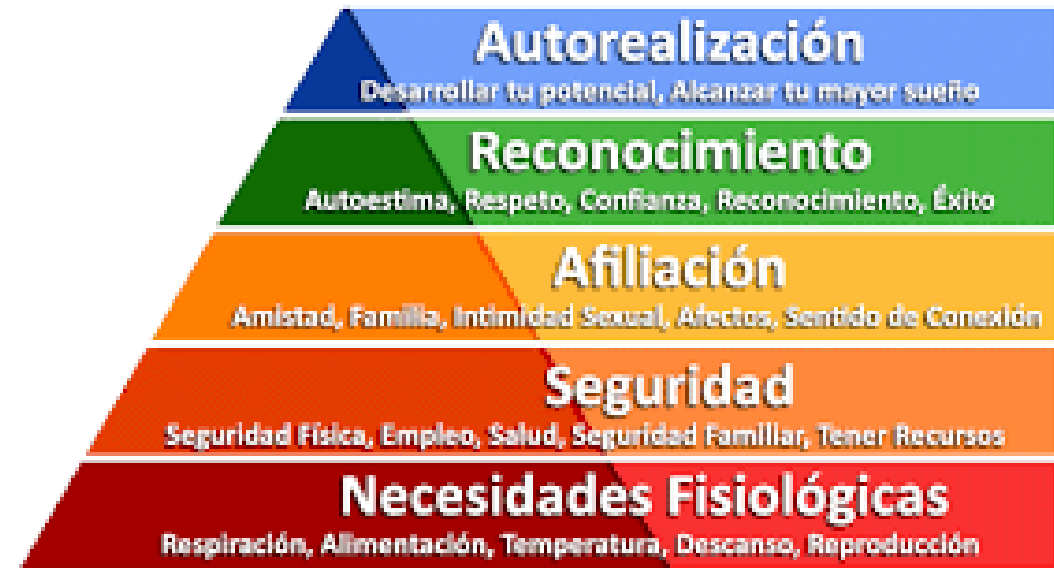 Autorealización
Desarrollar tu potencial, Alcanzar tu mayor sueño
Reconocimiento
Autoestima, Respeto, Confianza, Reconocimiento, Éxito
Afiliación
Amistad, Familia, Intimidad Sexual, Afectos, Sentido de Conexión
Seguridad
Seguridad Física, Empleo, Salud, Seguridad Familiar, Tener Recursos
Necesidades Fisiológicas
Respiración, Alimentación, Temperatura, Descanso, Reproducción